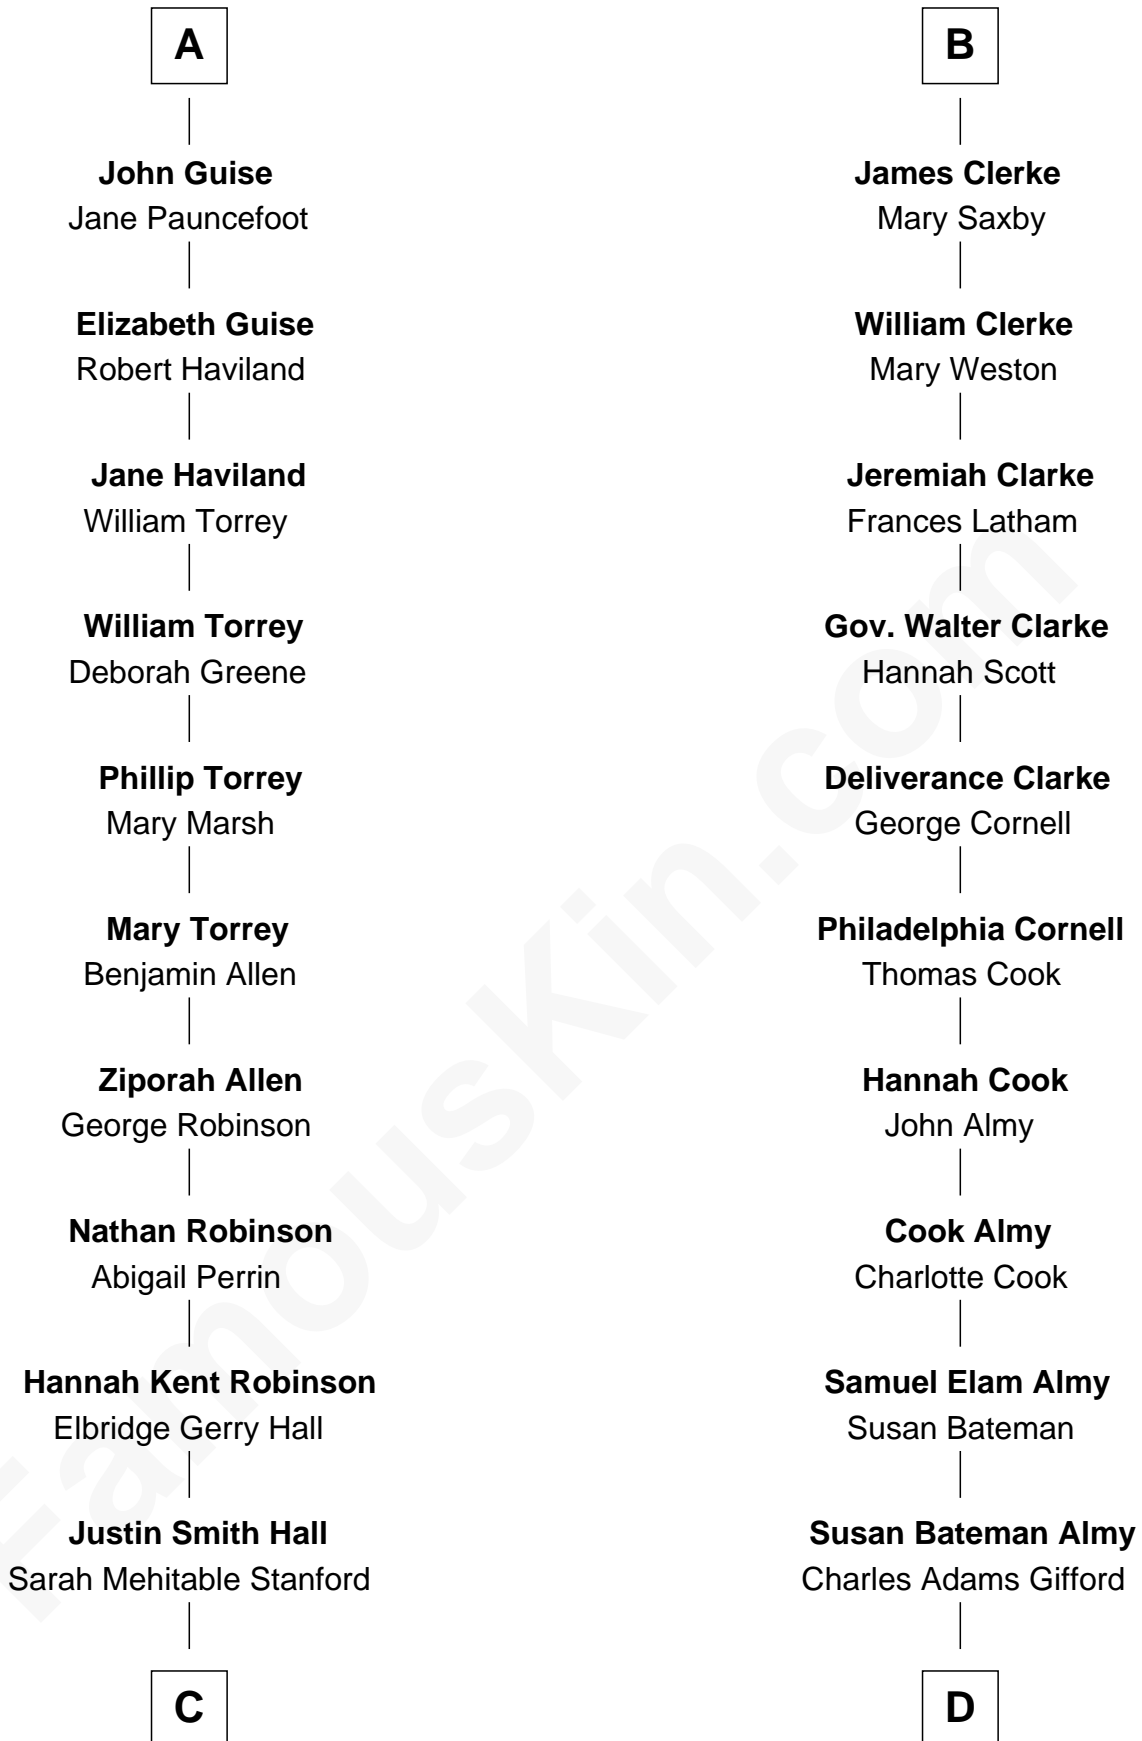 A
John Guise
Jane Pauncefoot
Elizabeth Guise
Robert Haviland
Jane Haviland
William Torrey
William Torrey
Deborah Greene
Phillip Torrey
Mary Marsh
Mary Torrey
Benjamin Allen
Ziporah Allen
George Robinson
Nathan Robinson
Abigail Perrin
Hannah Kent Robinson
Elbridge Gerry Hall
Justin Smith Hall
Sarah Mehitable Stanford
C
B
James Clerke
Mary Saxby
William Clerke
Mary Weston
Jeremiah Clarke
Frances Latham
Gov. Walter Clarke
Hannah Scott
Deliverance Clarke
George Cornell
Philadelphia Cornell
Thomas Cook
Hannah Cook
John Almy
Cook Almy
Charlotte Cook
Samuel Elam Almy
Susan Bateman
Susan Bateman Almy
Charles Adams Gifford
D
FamousKin.com